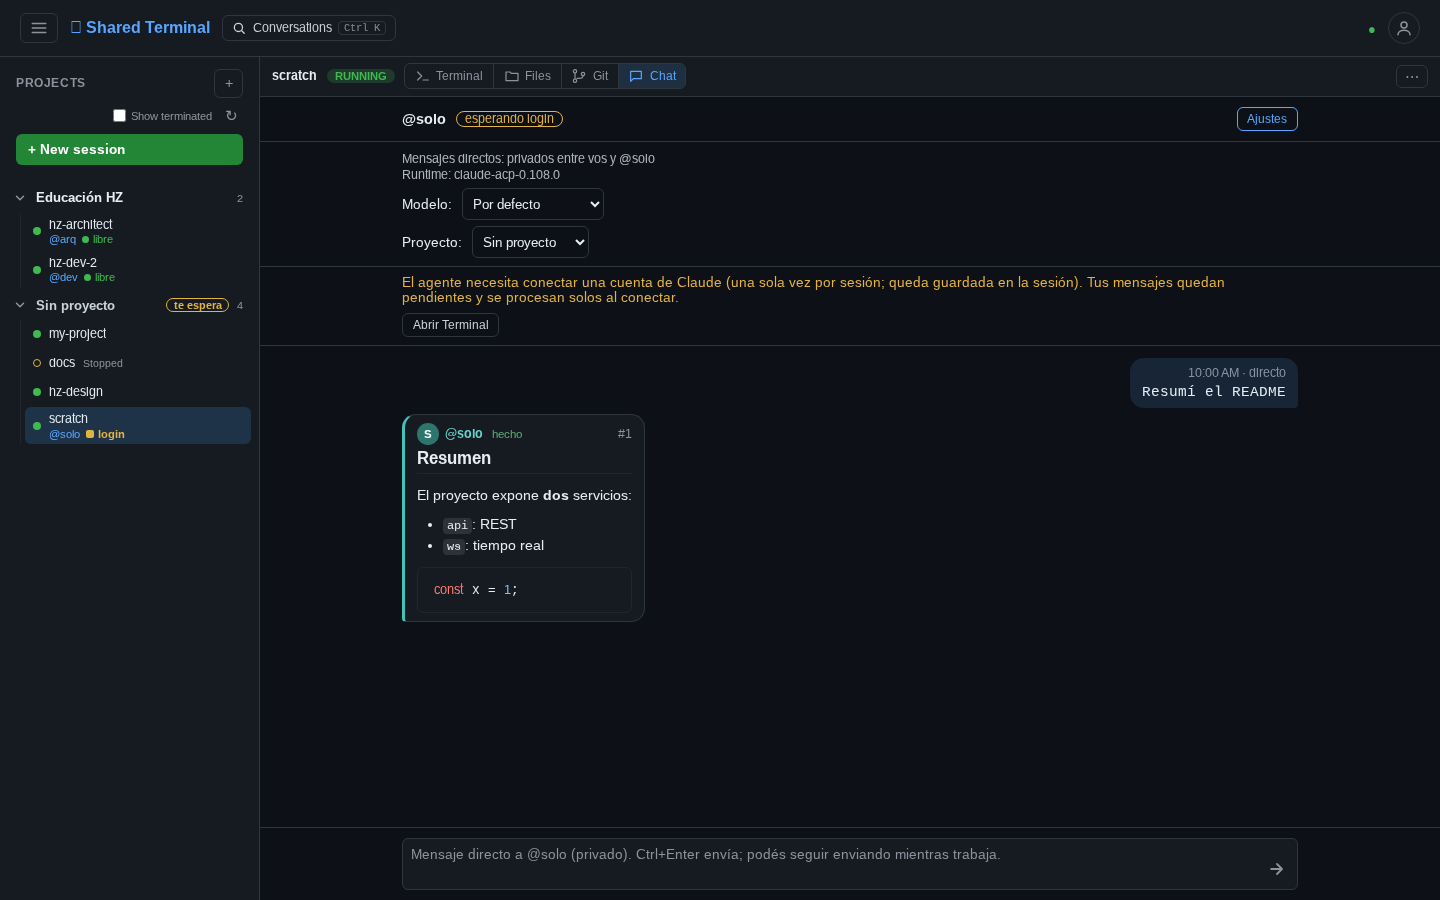 Shared Terminal
Conversations Ctrl K
PROJECTS
+
Show terminated
+ New session
Educación HZ 2
hz-architect
@arq libre
hz-dev-2
@dev libre
Sin proyecto te espera 4
my-project
docs Stopped
hz-design
scratch
@solo login
scratch RUNNING Terminal Files Git Chat ...
@solo esperando login Ajustes
Mensajes directos: privados entre vos y @solo
Runtime: claude-acp-0.108.0
Modelo: Por defecto
Proyecto: Sin proyecto
El agente necesita conectar una cuenta de Claude (una sola vez por sesión; queda guardada en la sesión). Tus mensajes quedan
pendientes y se procesan solos al conectar.
Abrir Terminal
10:00 AM · directo
Resumí el README
S @solo hecho #1
Resumen
El proyecto expone dos servicios:
• api: REST
• ws: tiempo real
const x = 1;
Mensaje directo a @solo (privado). Ctrl+Enter envía; podés seguir enviando mientras trabaja.